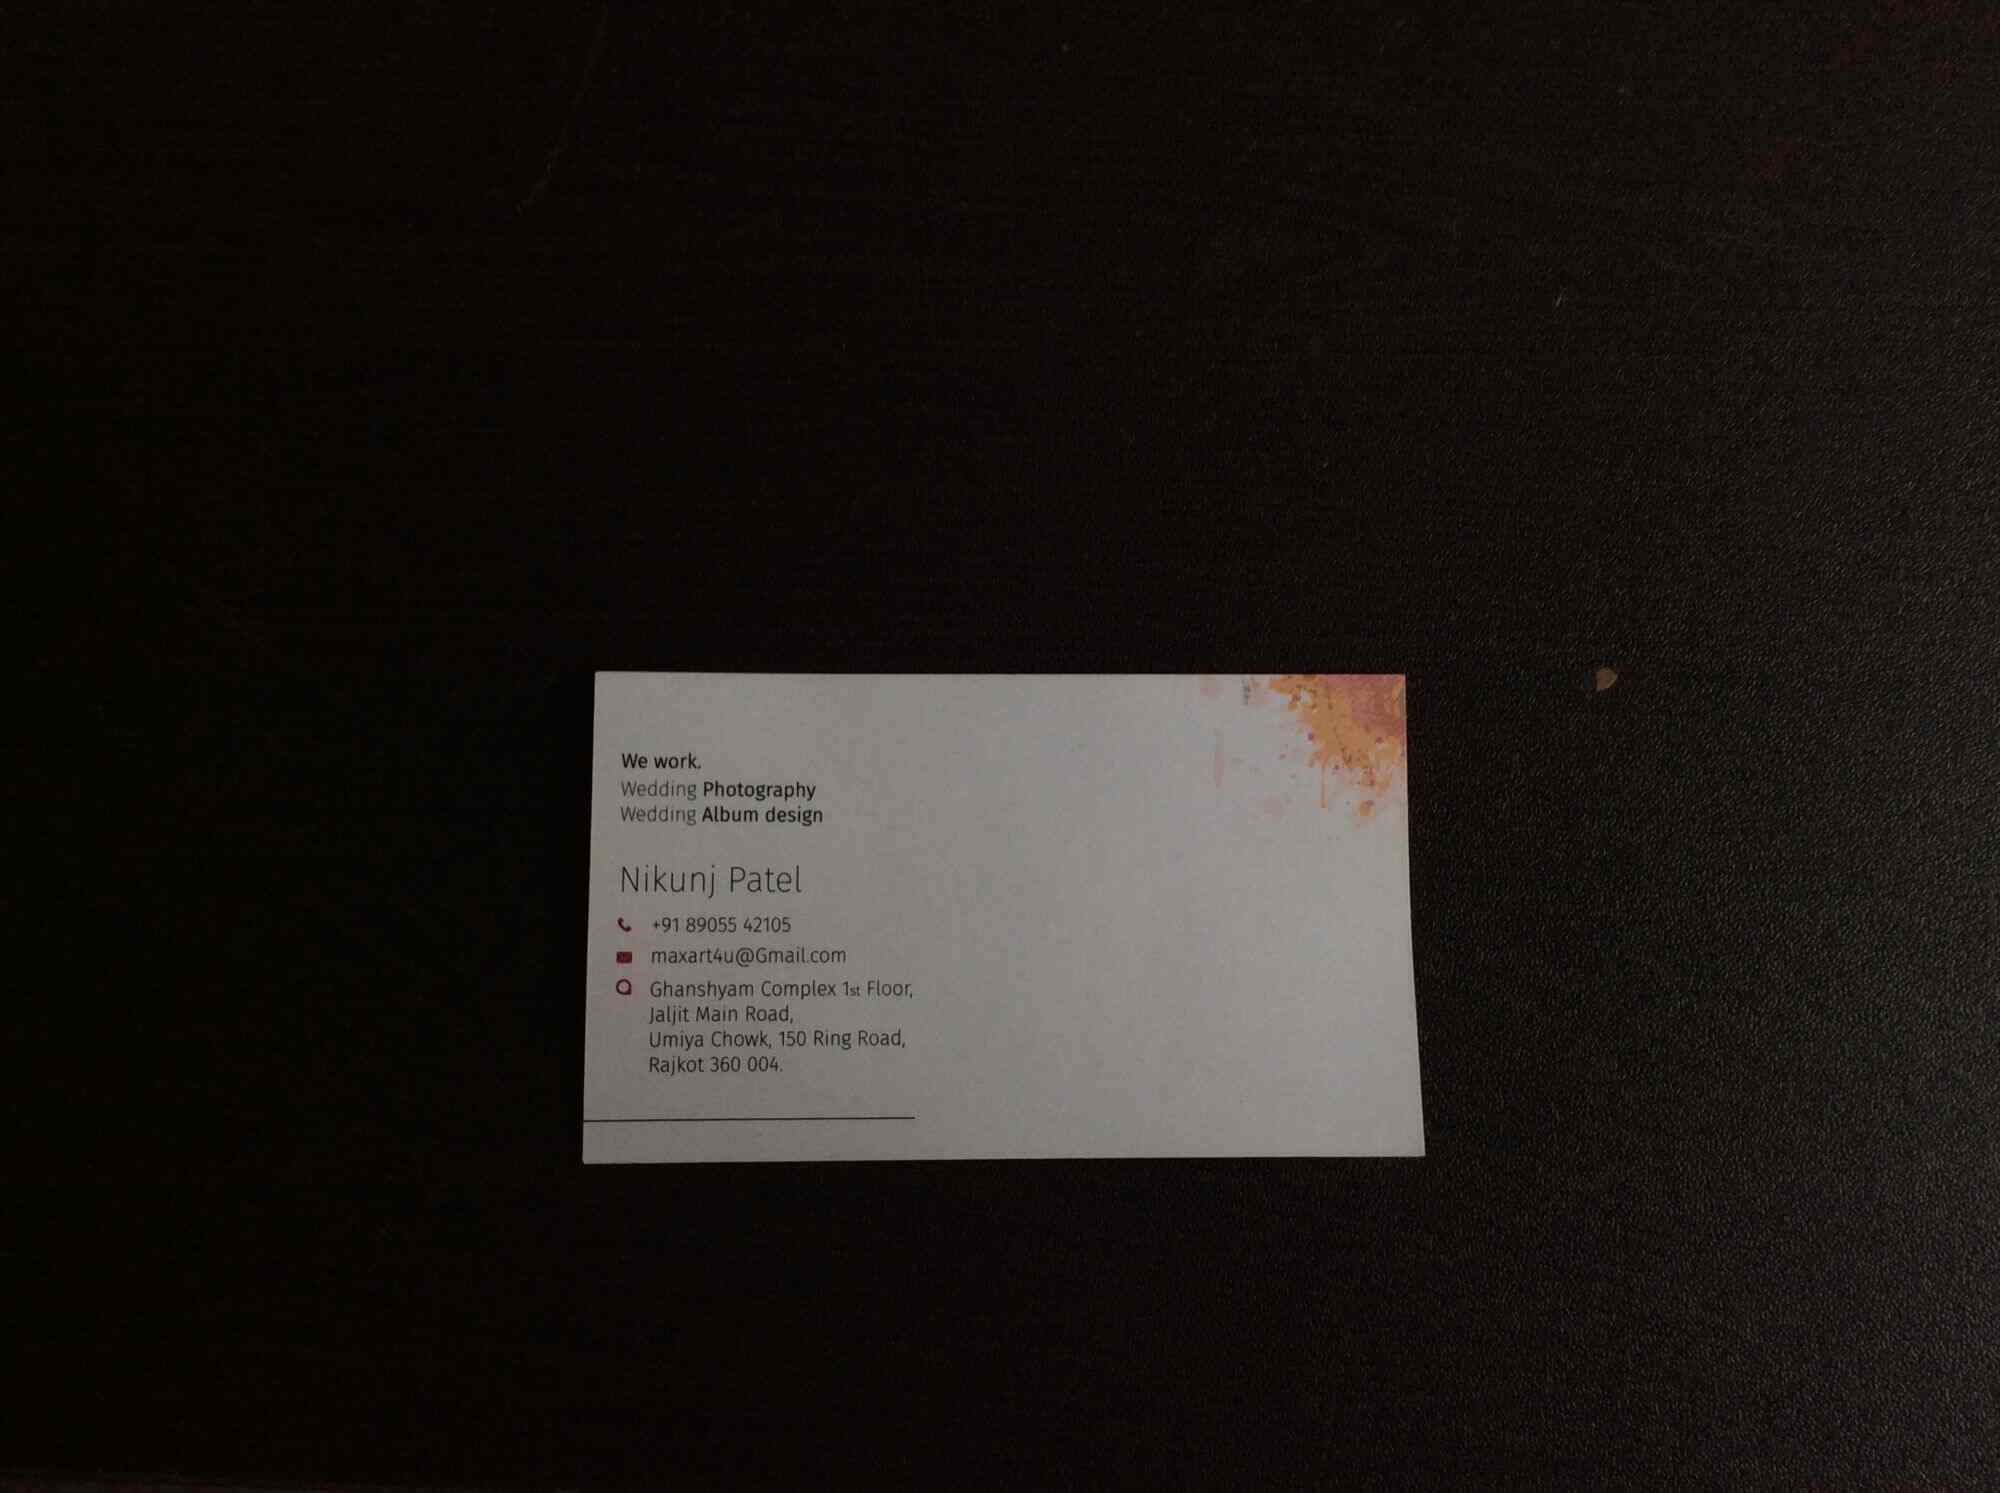 We work.
Wedding Photography
Wedding Album design
Nikunj Patel
+91 89055 42105
maxart4u@Gmail.com
Ghanshyam Complex 1st Floor,
Jaljit Main Road,
Umiya Chowk, 150 Ring Road,
Rajkot 360 004.